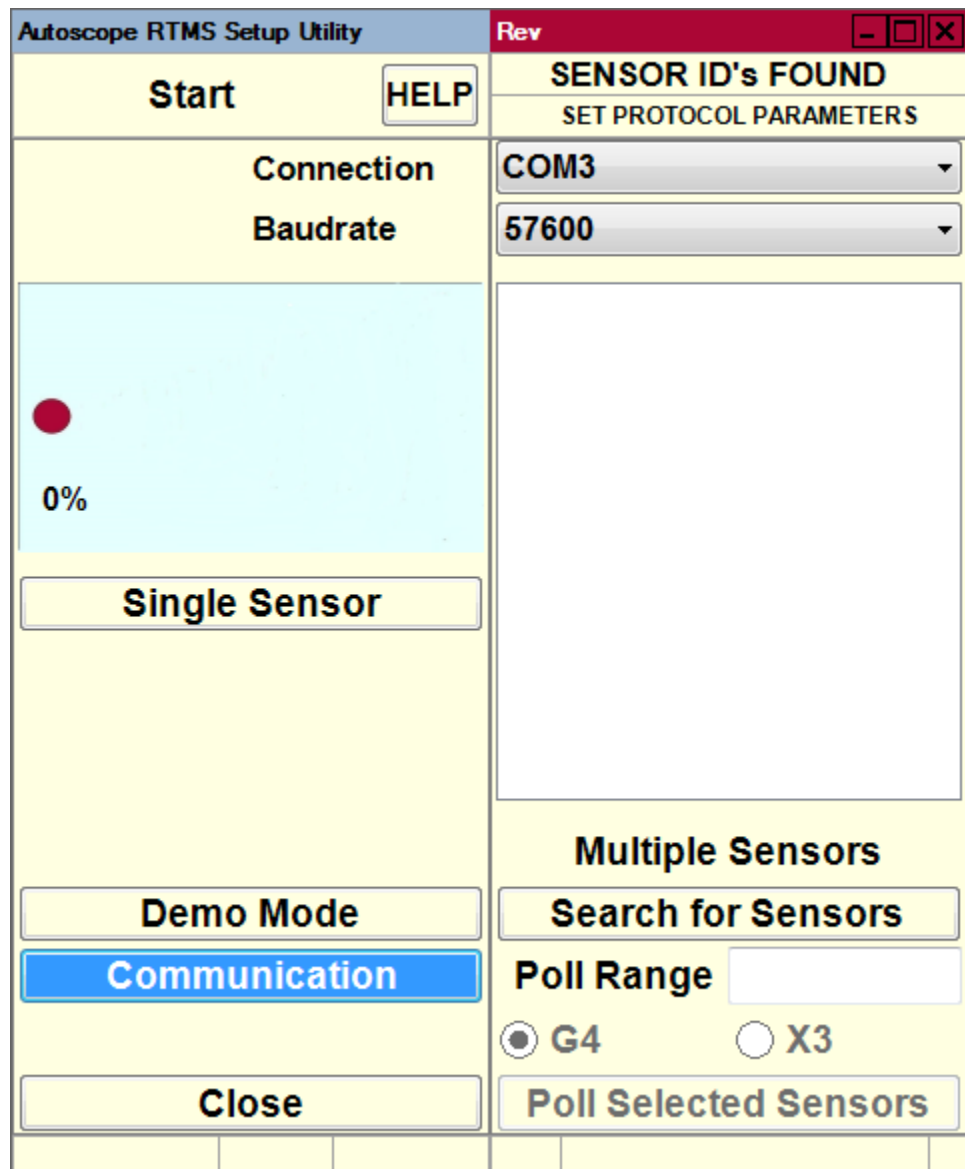 Autoscope RTMS Setup Utility
Rev
Start
HELP
SENSOR ID's FOUND
SET PROTOCOL PARAMETERS
Connection
COM3
Baudrate
57600
0%
Single Sensor
Multiple Sensors
Demo Mode
Search for Sensors
Communication
Poll Range
G4
X3
Close
Poll Selected Sensors